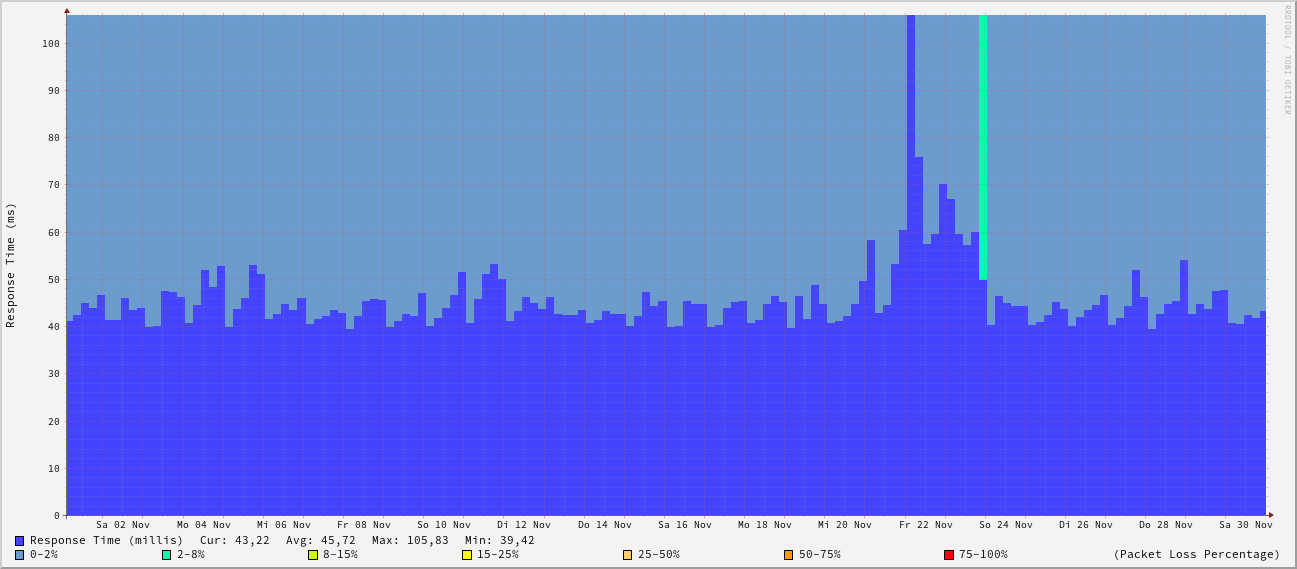 RRDTOOL / TOBI OETIKER
Response Time (ms)
100
90
80
70
60
50
40
30
20
10
0
Sa 02 Nov Mo 04 Nov Mi 06 Nov Fr 08 Nov So 10 Nov Di 12 Nov Do 14 Nov Sa 16 Nov Mo 18 Nov Mi 20 Nov Fr 22 Nov So 24 Nov Di 26 Nov Do 28 Nov Sa 30 Nov
Response Time (millis) Cur: 43,22 Avg: 45,72 Max: 105,83 Min: 39,42
0-2% 2-8% 8-15% 15-25% 25-50% 50-75% 75-100% (Packet Loss Percentage)